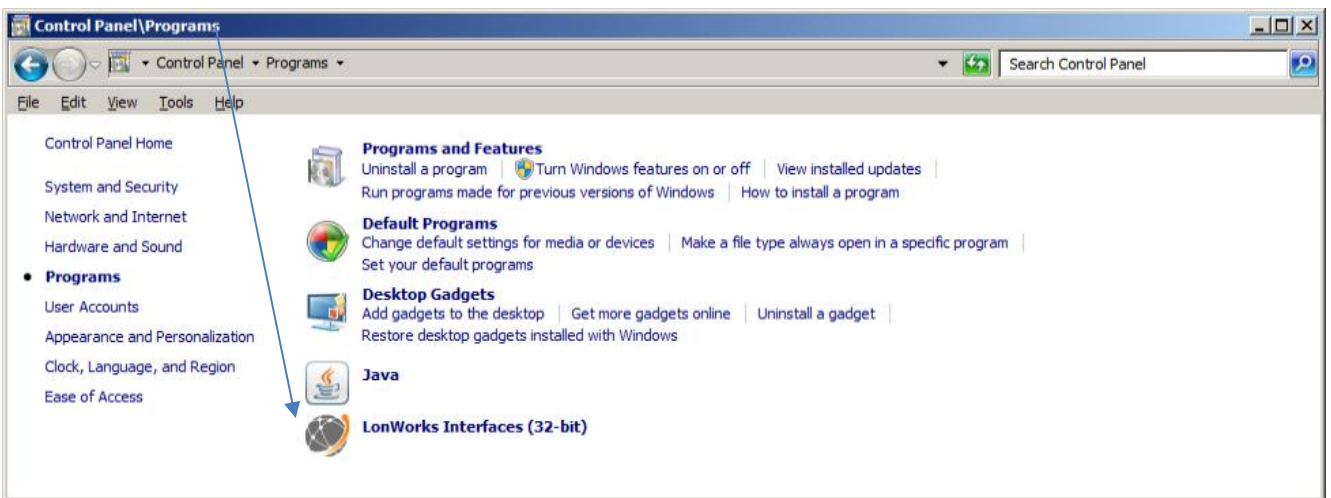 Control Panel\Programs
Control Panel Programs
Search Control Panel
File Edit View Tools Help
Control Panel Home
System and Security
Network and Internet
Hardware and Sound
Programs
User Accounts
Appearance and Personalization
Clock, Language, and Region
Ease of Access
Programs and Features
Uninstall a program Turn Windows features on or off View installed updates
Run programs made for previous versions of Windows How to install a program
Default Programs
Change default settings for media or devices Make a file type always open in a specific program
Set your default programs
Desktop Gadgets
Add gadgets to the desktop Get more gadgets online Uninstall a gadget
Restore desktop gadgets installed with Windows
Java
LonWorks Interfaces (32-bit)